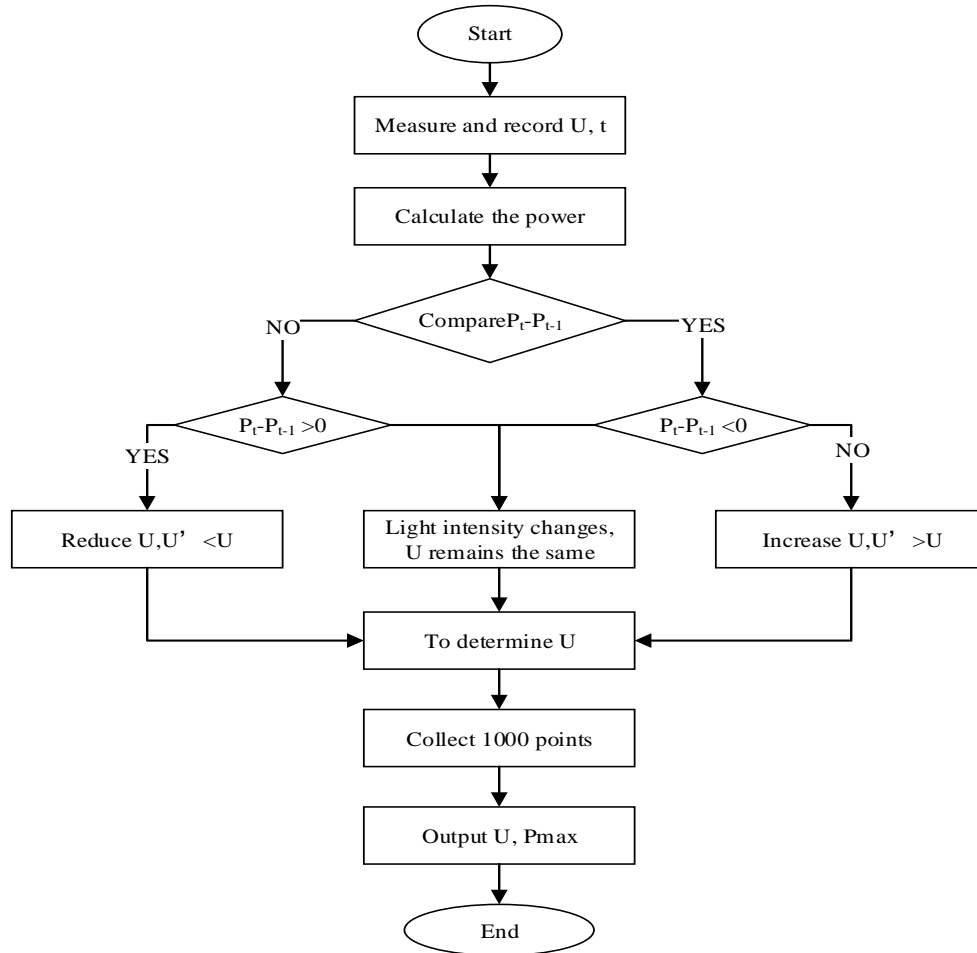 Start
Measure and record U, t
Calculate the power
ComparePt-Pt-1
NO
YES
Pt-Pt-1 >0
Pt-Pt-1 <0
YES
NO
Reduce U,U’ <U
Light intensity changes,
U remains the same
Increase U,U’ >U
To determine U
Collect 1000 points
Output U, Pmax
End